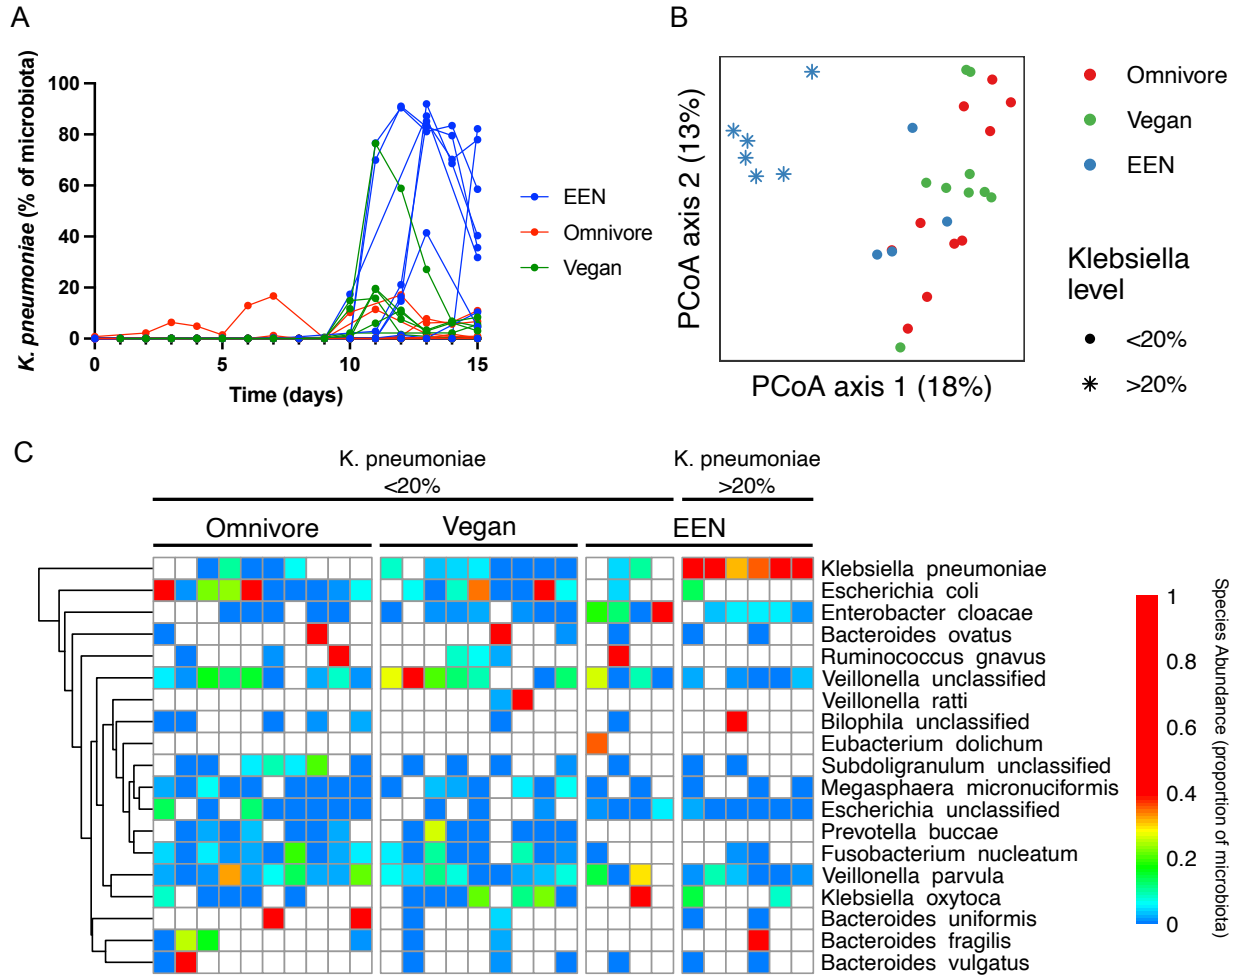 A
K. pneumoniae (% of microbiota)
100
80
60
40
20
0
0
5
10
15
Time (days)
EEN
Omnivore
Vegan
B
PCoA axis 2 (13%)
PCoA axis 1 (18%)
Omnivore
Vegan
EEN
Klebsiella
level
<20%
>20%
C
K. pneumoniae
<20%
K. pneumoniae
>20%
Omnivore
Vegan
EEN
Klebsiella pneumoniae
Escherichia coli
Enterobacter cloacae
Bacteroides ovatus
Ruminococcus gnavus
Veillonella unclassified
Veillonella ratti
Bilophila unclassified
Eubacterium dolichum
Subdoligranulum unclassified
Megasphaera micronuciformis
Escherichia unclassified
Prevotella buccae
Fusobacterium nucleatum
Veillonella parvula
Klebsiella oxytoca
Bacteroides uniformis
Bacteroides fragilis
Bacteroides vulgatus
1
0.8
0.6
0.4
0.2
0
Species Abundance (proportion of microbiota)